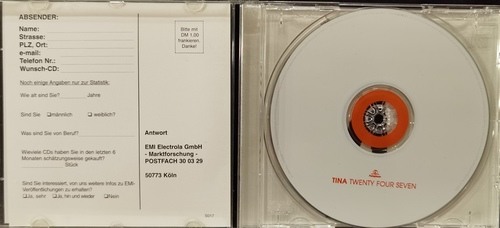 ABSENDER:
Name:
Strasse:
PLZ, Ort:
e-mail:
Telefon Nr.:
Wunsch-CD:
Bitte mit
DM 1,00
frankieren.
Danke!
Noch einige Angaben nur zur Statistik:
Wie alt sind Sie? Jahre
Sind Sie männlich weiblich?
Was sind Sie von Beruf?
Wieviele CDs haben Sie in den letzten 6
Monaten schätzungsweise gekauft?
Stück
Sind Sie interessiert, von uns weitere Infos zu EMI-
Veröffentlichungen zu erhalten?
Ja, sehr Ja, hin und wieder Nein
Antwort
EMI Electrola GmbH
- Marktforschung -
POSTFACH 30 03 29
50773 Köln
TINA TWENTY FOUR SEVEN